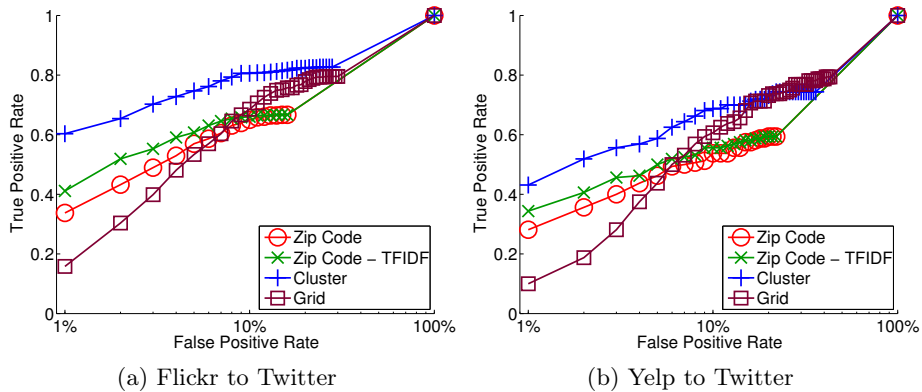 1
0.8
0.6
0.4
0.2
0
True Positive Rate
1% 10% 100%
False Positive Rate
Zip Code
Zip Code − TFIDF
Cluster
Grid
(a) Flickr to Twitter
1
0.8
0.6
0.4
0.2
0
True Positive Rate
1% 10% 100%
False Positive Rate
Zip Code
Zip Code − TFIDF
Cluster
Grid
(b) Yelp to Twitter